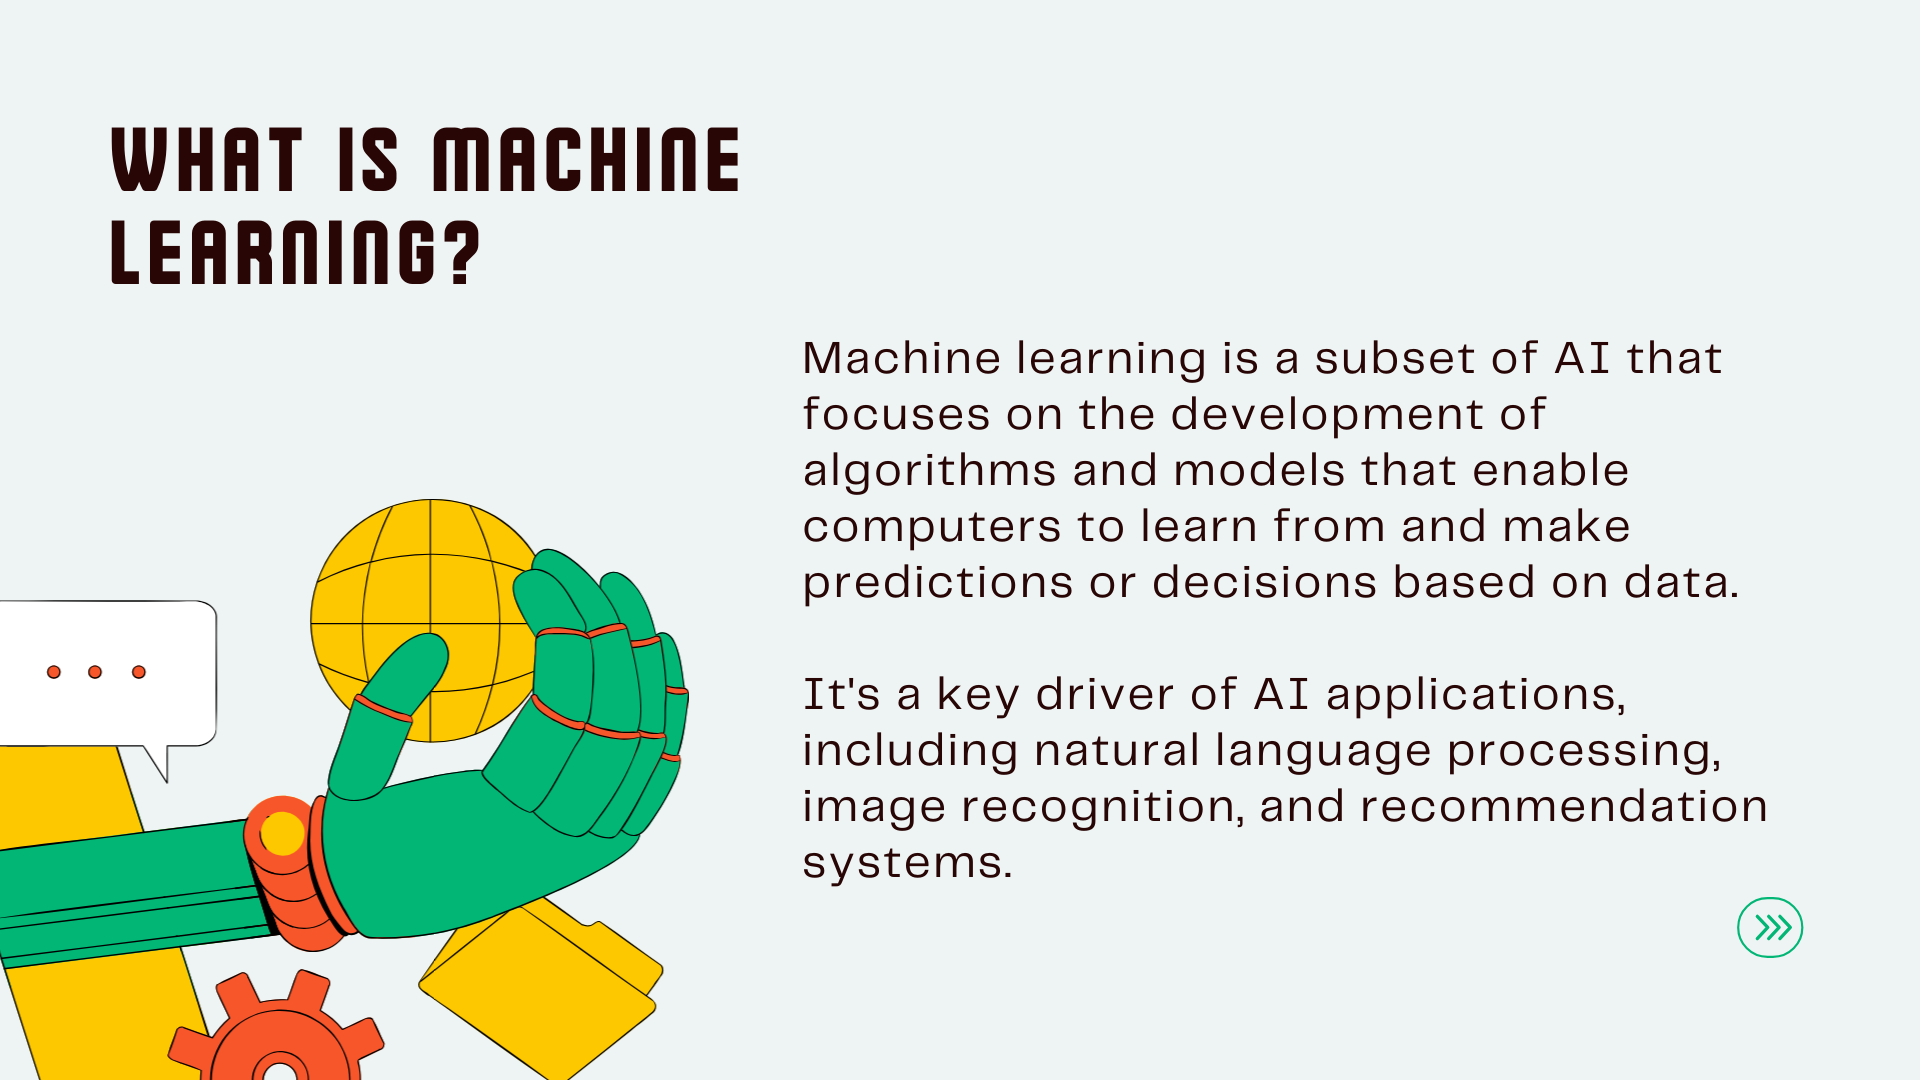 WHAT IS MACHINE
LEARNING?
Machine learning is a subset of AI that
focuses on the development of
algorithms and models that enable
computers to learn from and make
predictions or decisions based on data.
It's a key driver of AI applications,
including natural language processing,
image recognition, and recommendation
systems.